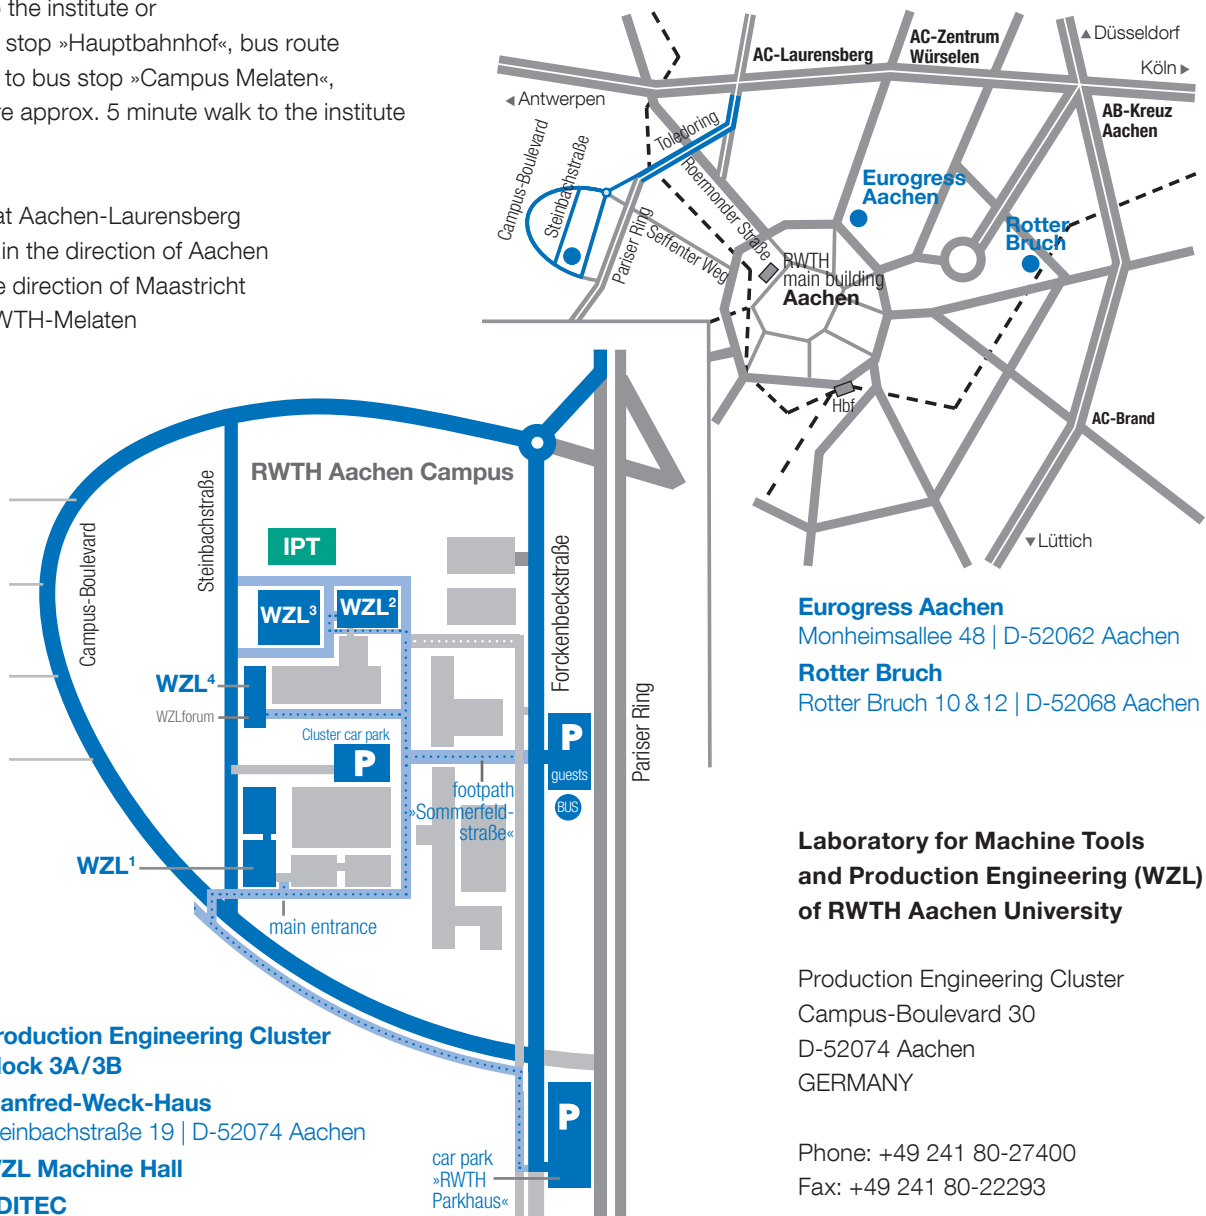 the institute or
stop »Hauptbahnhof«, bus route
to bus stop »Campus Melaten«,
approx. 5 minute walk to the institute
at Aachen-Laurensberg
in the direction of Aachen
direction of Maastricht
RWTH-Melaten
AC-Laurensberg
AC-Zentrum
Würselen
Düsseldorf
Köln
Antwerpen
AB-Kreuz
Aachen
Toledoring
Campus-Boulevard
Steinbachstraße
Roermonder Straße
Pariser Ring
Seffenter Weg
Eurogress
Aachen
Rotter
Bruch
RWTH
main building
Aachen
Hbf
AC-Brand
Lüttich
RWTH Aachen Campus
Steinbachstraße
Campus-Boulevard
IPT
WZL³
WZL²
WZL⁴
WZLforum
Cluster car park
P
Forckenbeckstraße
Pariser Ring
P
guests
BUS
footpath
»Sommerfeld-
straße«
WZL¹
main entrance
P
car park
»RWTH
Parkhaus«
Production Engineering Cluster
Block 3A/3B
Manfred-Weck-Haus
Steinbachstraße 19 | D-52074 Aachen
WZL Machine Hall
DITEC
Eurogress Aachen
Monheimsallee 48 | D-52062 Aachen
Rotter Bruch
Rotter Bruch 10 & 12 | D-52068 Aachen
Laboratory for Machine Tools
and Production Engineering (WZL)
of RWTH Aachen University
Production Engineering Cluster
Campus-Boulevard 30
D-52074 Aachen
GERMANY
Phone: +49 241 80-27400
Fax: +49 241 80-22293